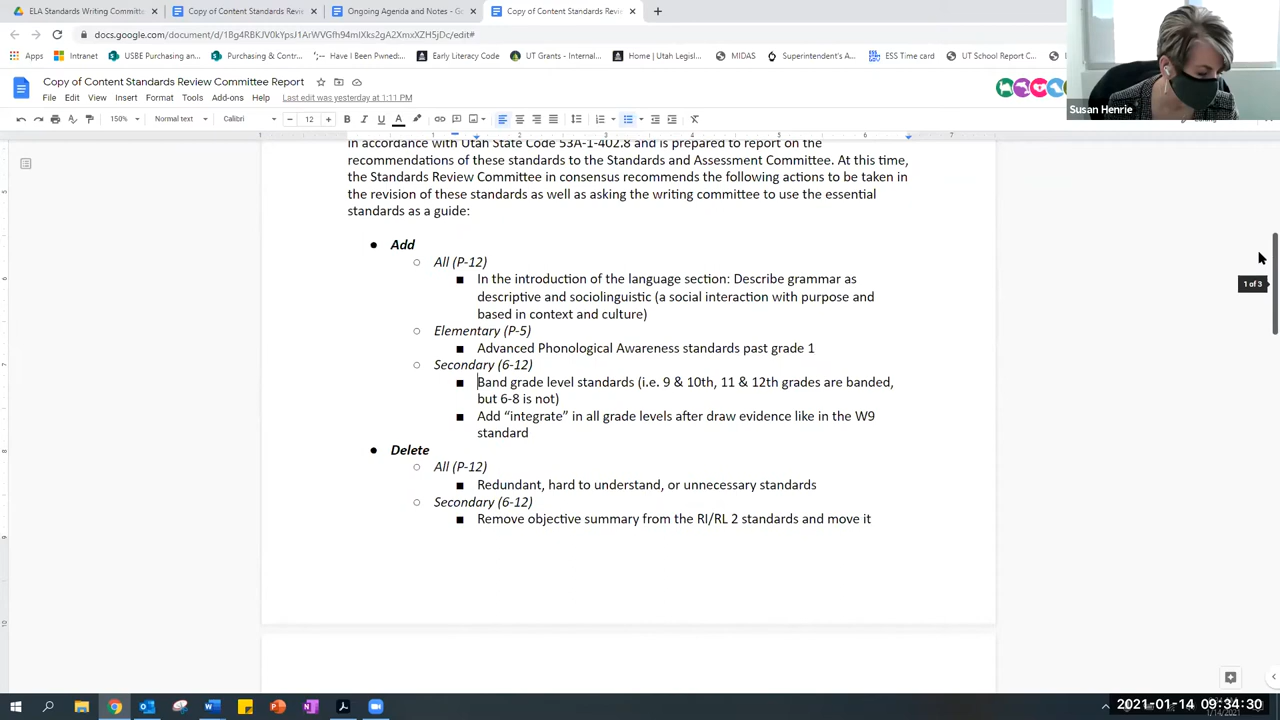 ELA Standards Writing Committe
Copy of Content Standards Revie
Ongoing Agenda and Notes - Go
Copy of Content Standards Revie
docs.google.com/document/d/
Apps
Intranet
USBE Purchasing an
Purchasing & Contr
Have I Been Pwned:
Early Literacy Code
UT Grants - Internal
Home | Utah Legisl
MIDAS
Superintendent's A
ESS Time card
UT School Report C
Copy of Content Standards Review Committee Report
File Edit View Insert Format Tools Add-ons Help Last edit was yesterday at 1:11 PM
150%
Normal text
Calibri
12
Susan Henrie
in accordance with Utah State Code 53A-1-402.8 and is prepared to report on the
recommendations of these standards to the Standards and Assessment Committee. At this time,
the Standards Review Committee in consensus recommends the following actions to be taken in
the revision of these standards as well as asking the writing committee to use the essential
standards as a guide:
Add
All (P-12)
In the introduction of the language section: Describe grammar as
descriptive and sociolinguistic (a social interaction with purpose and
based in context and culture)
Elementary (P-5)
Advanced Phonological Awareness standards past grade 1
Secondary (6-12)
Band grade level standards (i.e. 9 & 10th, 11 & 12th grades are banded,
but 6-8 is not)
Add “integrate” in all grade levels after draw evidence like in the W9
standard
Delete
All (P-12)
Redundant, hard to understand, or unnecessary standards
Secondary (6-12)
Remove objective summary from the RI/RL 2 standards and move it
1 of 3
2021-01-14 09:34:30